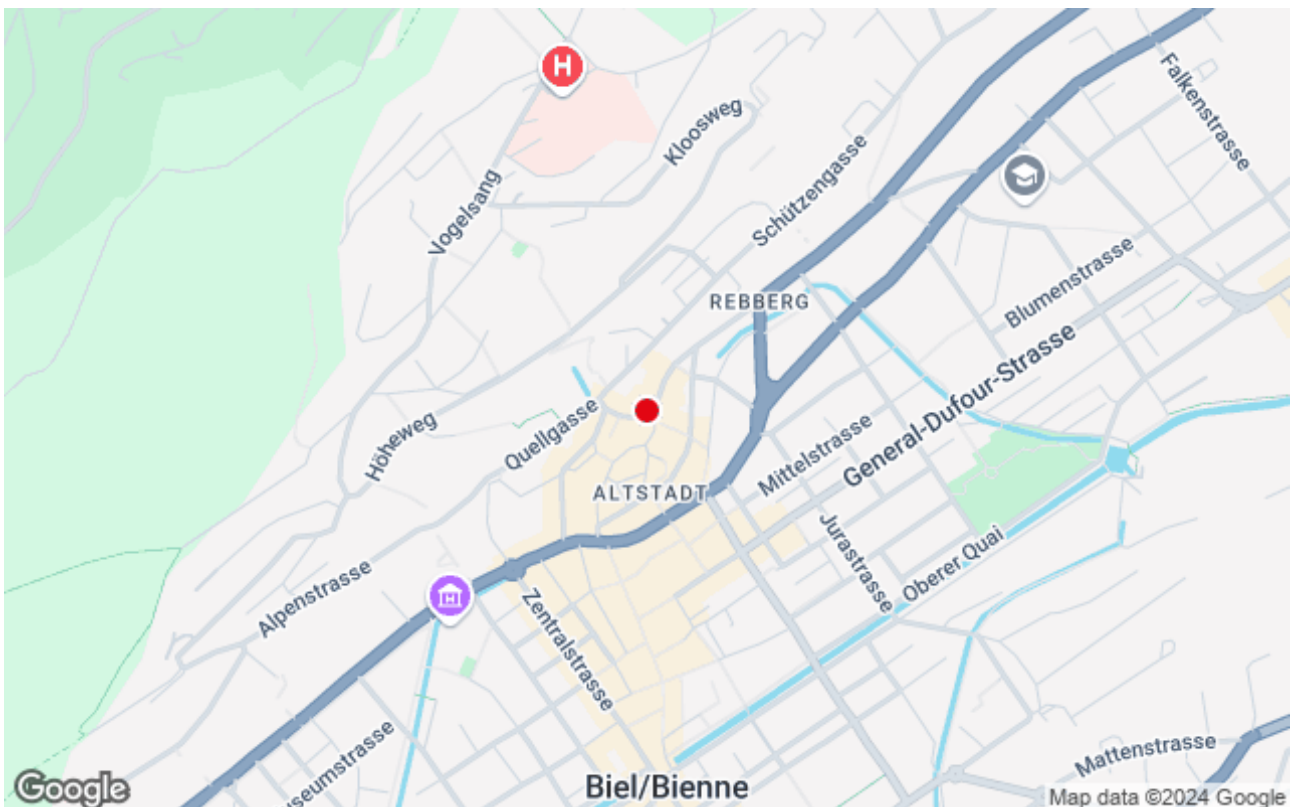 H
Falkenstrasse
Kloosweg
Vogelsang
Schützengasse
REBBERG
Blumenstrasse
General-Dufour-Strasse
Höheweg
Quellgasse
Mittelstrasse
ALTSTADT
Jurastrasse
Oberer Quai
Alpenstrasse
Zentralstrasse
useumstrasse
Mattenstrasse
Biel/Bienne
Google
Map data ©2024 Google